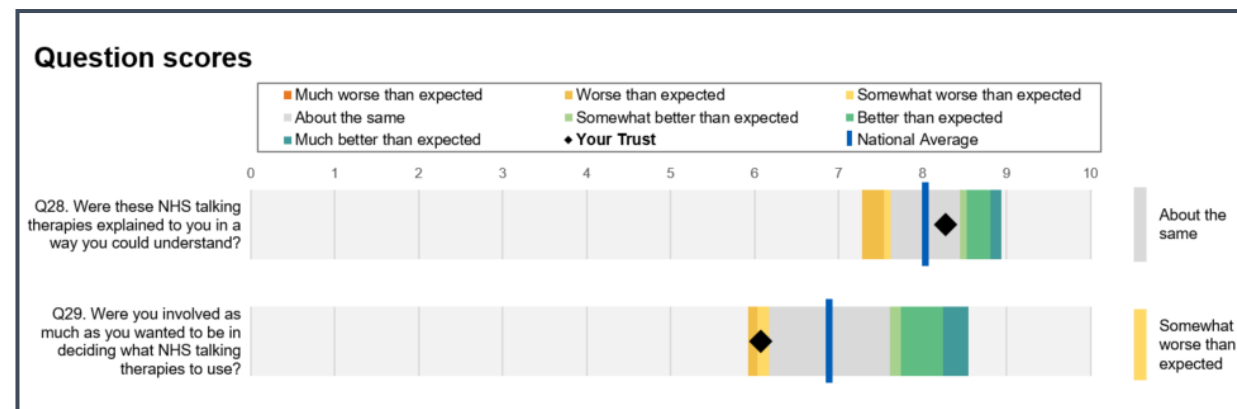 Question scores
Much worse than expected Worse than expected Somewhat worse than expected
About the same Somewhat better than expected Better than expected
Much better than expected Your Trust National Average
0 1 2 3 4 5 6 7 8 9 10
Q28. Were these NHS talking
therapies explained to you in a
way you could understand?
About the
same
Q29. Were you involved as
much as you wanted to be in
deciding what NHS talking
therapies to use?
Somewhat
worse than
expected